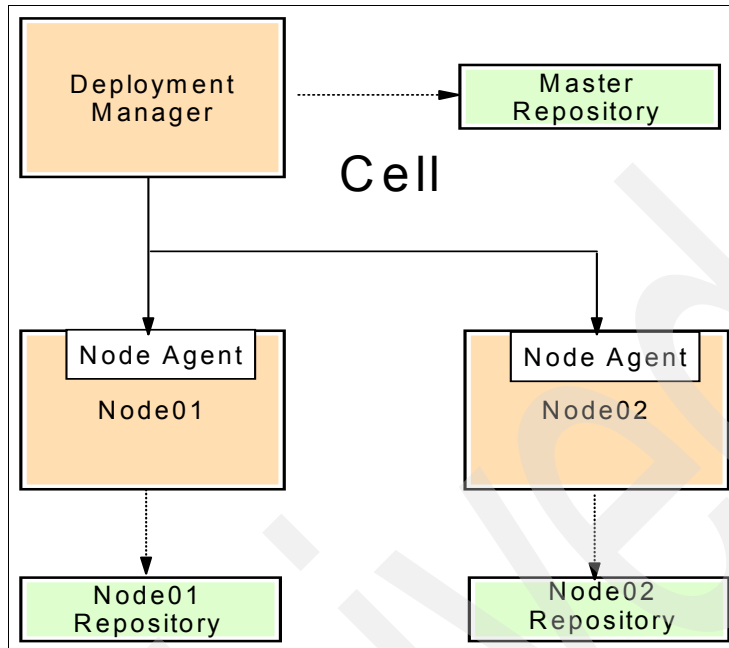 Deployment
Manager
Master
Repository
Cell
Node Agent
Node01
Node Agent
Node02
Node01
Repository
Node02
Repository